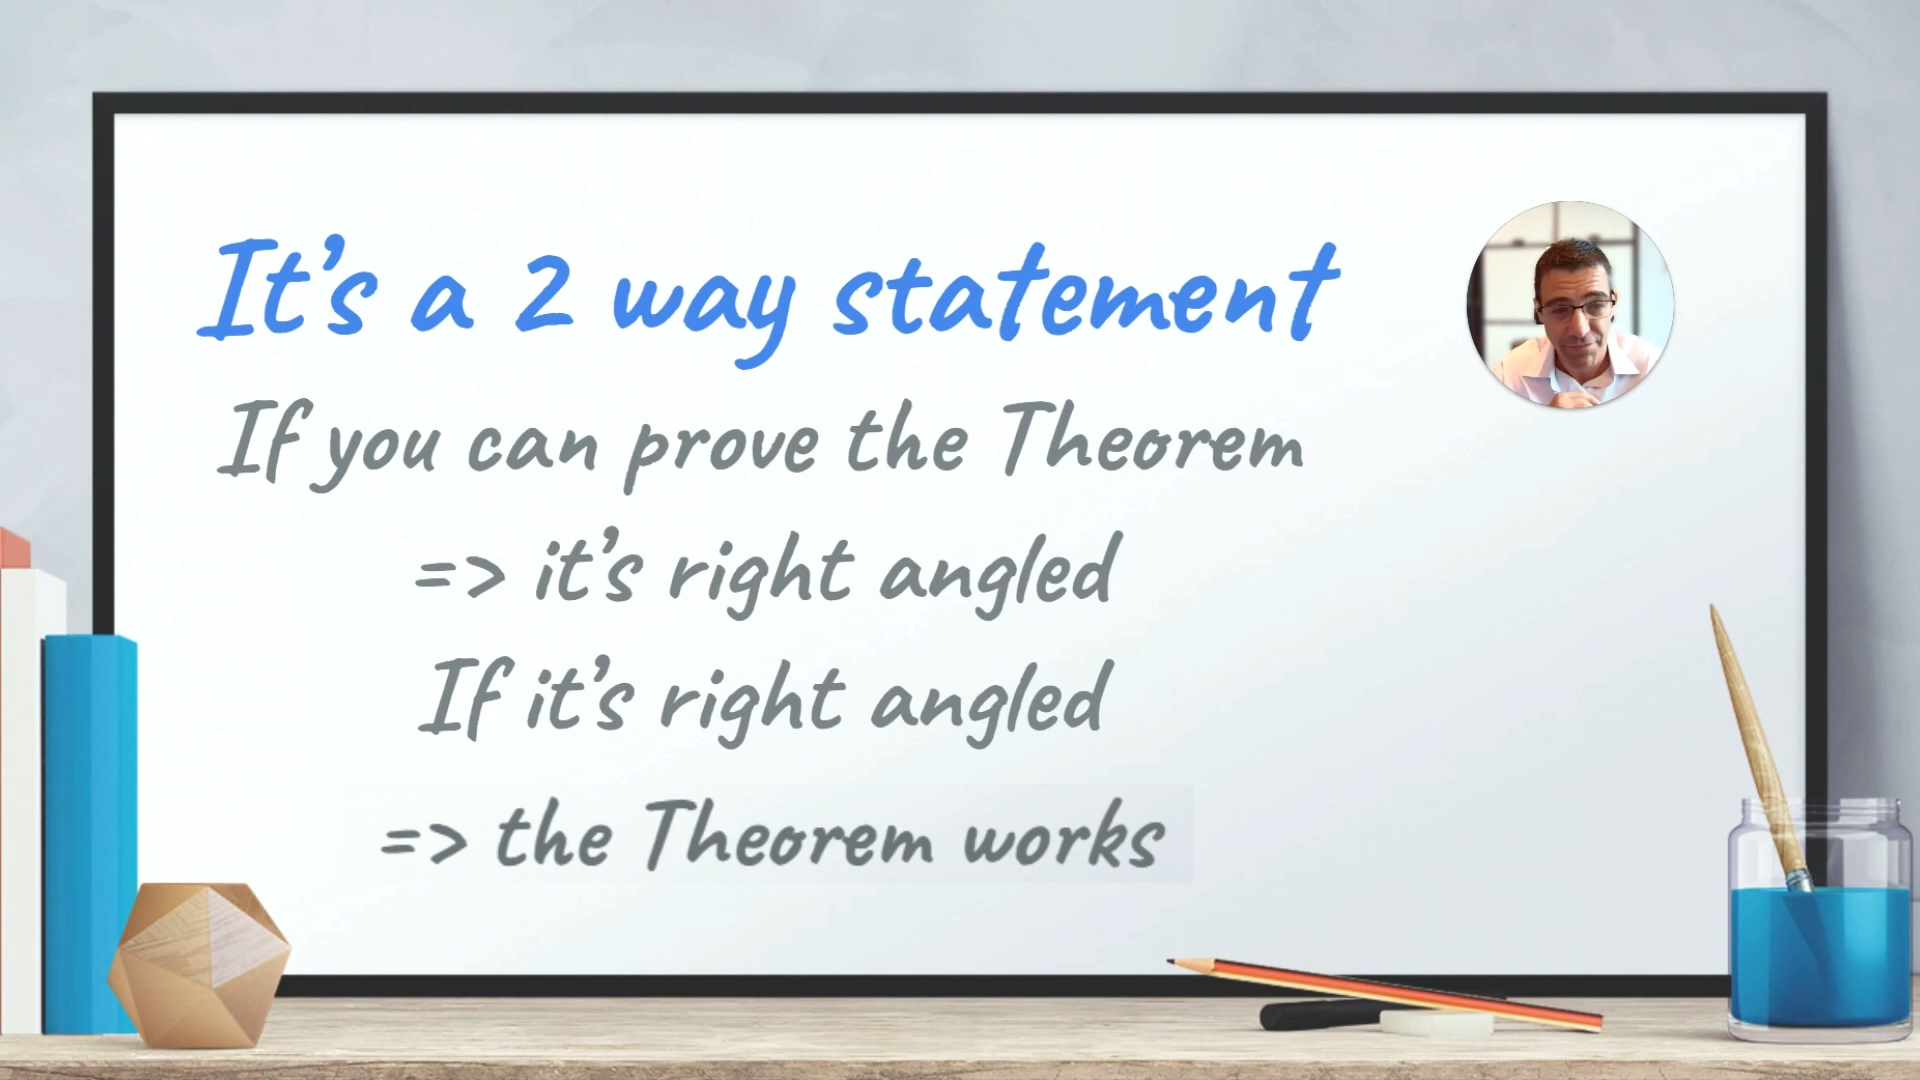 It's a 2 way statement
If you can prove the Theorem
=> it's right angled
If it's right angled
=> the Theorem works